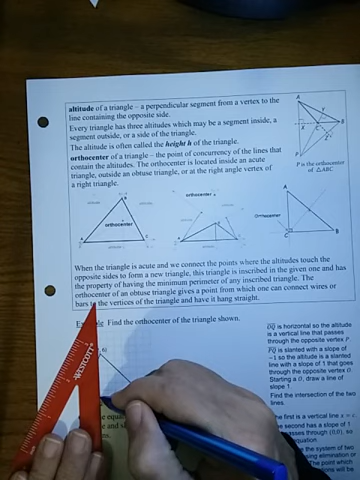 altitude of a triangle – a perpendicular segment from a vertex to the
line containing the opposite side.
Every triangle has three altitudes which may be a segment inside, a
segment outside, or a side of the triangle.
The altitude is often called the height h of the triangle.
orthocenter of a triangle – the point of concurrency of the lines that
contain the altitudes. The orthocenter is located inside an acute
triangle, outside an obtuse triangle, or at the right angle vertex of
a right triangle.
A
Y
X
C
B
Z
P
P is the orthocenter
of △ABC
orthocenter
orthocenter
Orthocenter
A
C
B
When the triangle is acute and we connect the points where the altitudes touch the
opposite sides to form a new triangle, this triangle is inscribed in the given one and has
the property of having the minimum perimeter of any inscribed triangle. The
orthocenter of an obtuse triangle gives a point from which one can connect wires or
bars to the vertices of the triangle and have it hang straight.
Find the orthocenter of the triangle shown.
is horizontal so the altitude
is a vertical line that passes
through the opposite vertex P
is slanted with a slope of
−1 so the altitude is a slanted
line with a slope of 1 that goes
through the opposite vertex
Starting a O, draw a line of
slope 1.
Find the intersection of the two
lines.
first is a vertical line
second has a slope of 1
passes through (0,0), so
equation
the system of two
using elimination or
The point which
WESTCOTT